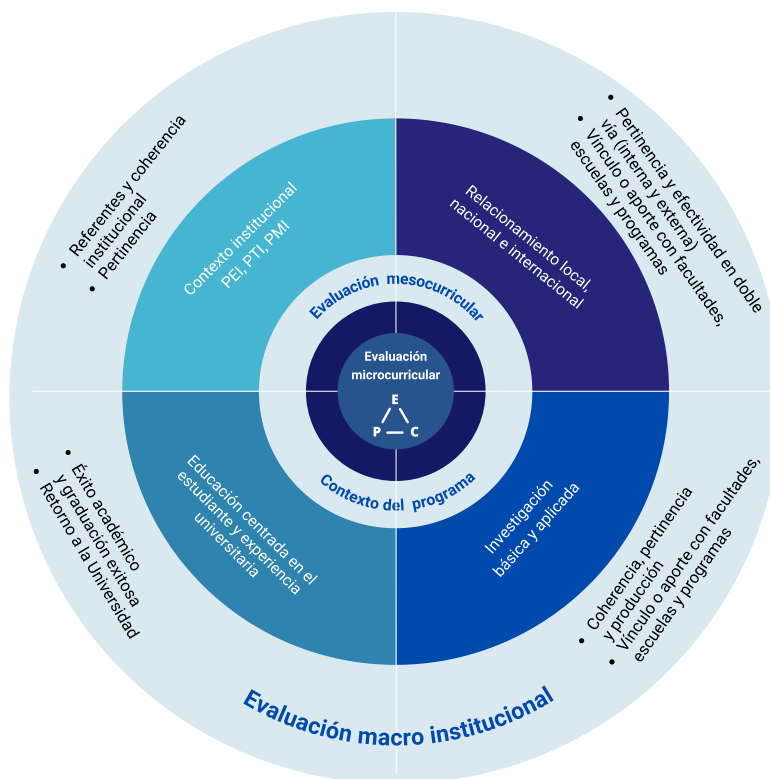 • Referentes y coherencia
institucional
• Pertinencia
• Pertinencia y efectividad en doble
vía (interna y externa)
• Vínculo o aporte con facultades,
escuelas y programas
Contexto institucional
PEI, PTI, PMI
Relacionamiento local,
nacional e internacional
Evaluación mesocurricular
Evaluación
microcurricular
E
P C
Contexto del programa
Educación centrada en el
estudiante y experiencia
universitaria
Investigación
básica y aplicada
• Éxito académico
y graduación exitosa
• Retorno a la Universidad
• Coherencia, pertinencia
y producción
• Vínculo o aporte con facultades,
escuelas y programas
Evaluación macro institucional